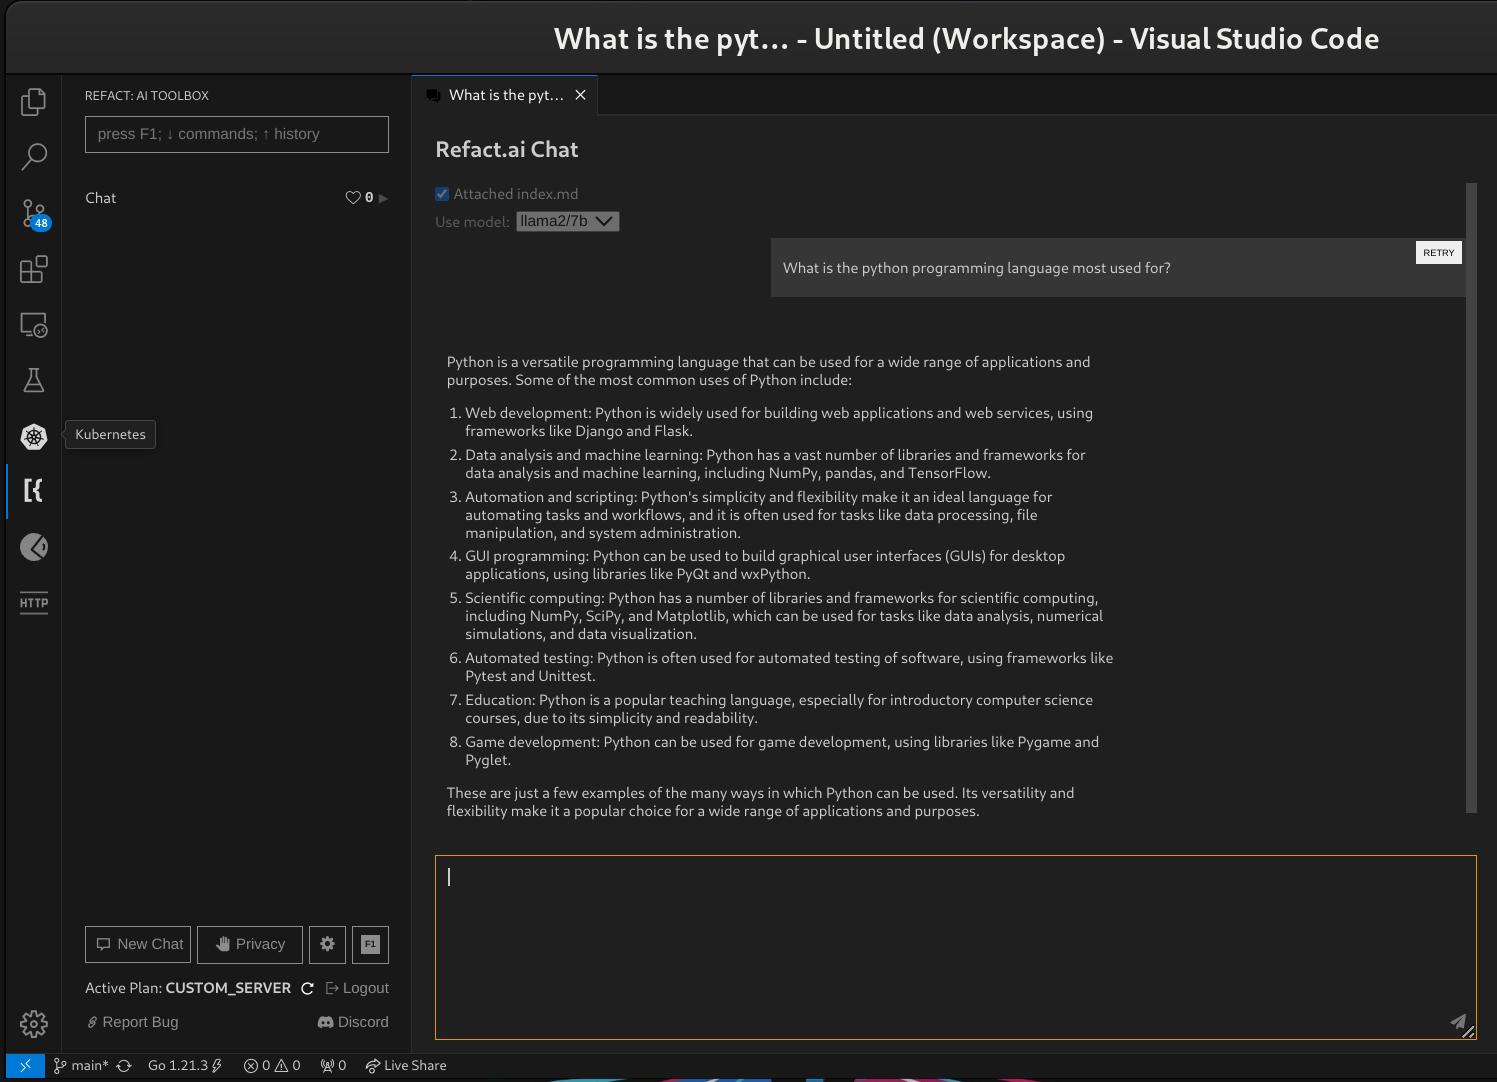 What is the pyt... - Untitled (Workspace) - Visual Studio Code
REFACT: AI TOOLBOX
press F1; ↓ commands; ↑ history
Chat
0
48
Kubernetes
HTTP
New Chat
Privacy
F1
Active Plan: CUSTOM_SERVER
Logout
Report Bug
Discord
What is the pyt...
Refact.ai Chat
Attached index.md
Use model: llama2/7b
What is the python programming language most used for?
RETRY
Python is a versatile programming language that can be used for a wide range of applications and
purposes. Some of the most common uses of Python include:
1. Web development: Python is widely used for building web applications and web services, using
frameworks like Django and Flask.
2. Data analysis and machine learning: Python has a vast number of libraries and frameworks for
data analysis and machine learning, including NumPy, pandas, and TensorFlow.
3. Automation and scripting: Python's simplicity and flexibility make it an ideal language for
automating tasks and workflows, and it is often used for tasks like data processing, file
manipulation, and system administration.
4. GUI programming: Python can be used to build graphical user interfaces (GUIs) for desktop
applications, using libraries like PyQt and wxPython.
5. Scientific computing: Python has a number of libraries and frameworks for scientific computing,
including NumPy, SciPy, and Matplotlib, which can be used for tasks like data analysis, numerical
simulations, and data visualization.
6. Automated testing: Python is often used for automated testing of software, using frameworks like
Pytest and Unittest.
7. Education: Python is a popular teaching language, especially for introductory computer science
courses, due to its simplicity and readability.
8. Game development: Python can be used for game development, using libraries like Pygame and
Pyglet.
These are just a few examples of the many ways in which Python can be used. Its versatility and
flexibility make it a popular choice for a wide range of applications and purposes.
main* Go 1.21.3 0 0 0 Live Share